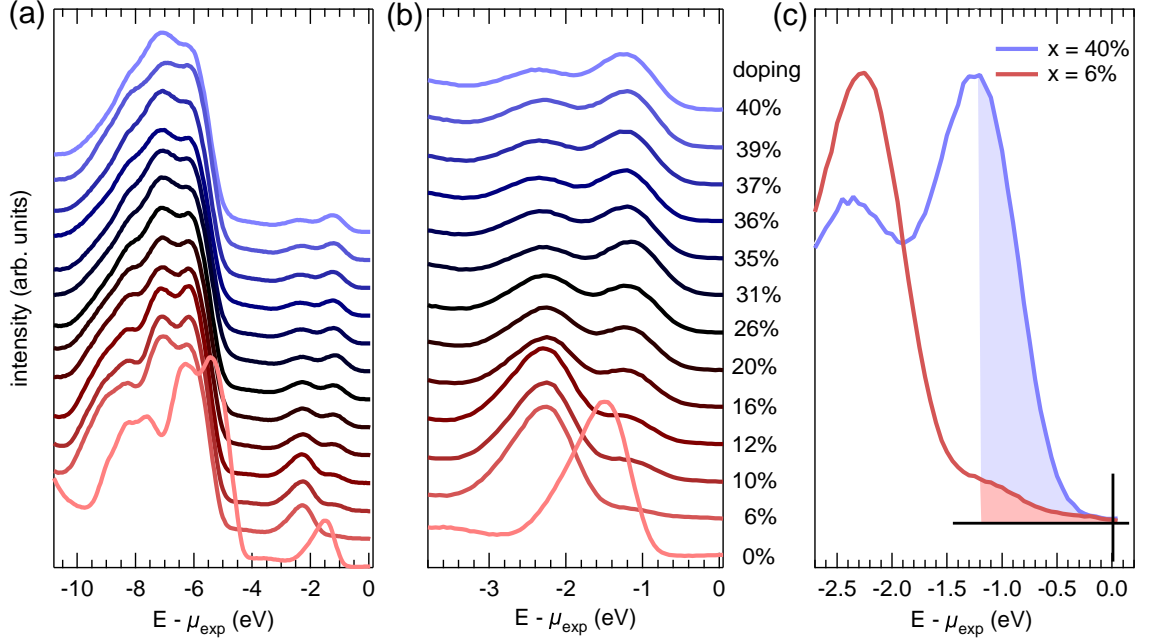 (a)
(b)
(c)
intensity (arb. units)
-10 -8 -6 -4 -2 0
E - μexp (eV)
-3 -2 -1 0
E - μexp (eV)
doping
40%
39%
37%
36%
35%
31%
26%
20%
16%
12%
10%
6%
0%
x = 40%
x = 6%
-2.5 -2.0 -1.5 -1.0 -0.5 0.0
E - μexp (eV)